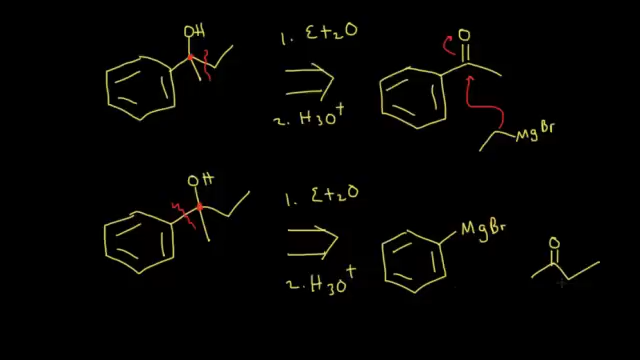 OH
1. Et₂O
2. H₃O⁺
O
MgBr
OH
1. Et₂O
2. H₃O⁺
MgBr
O